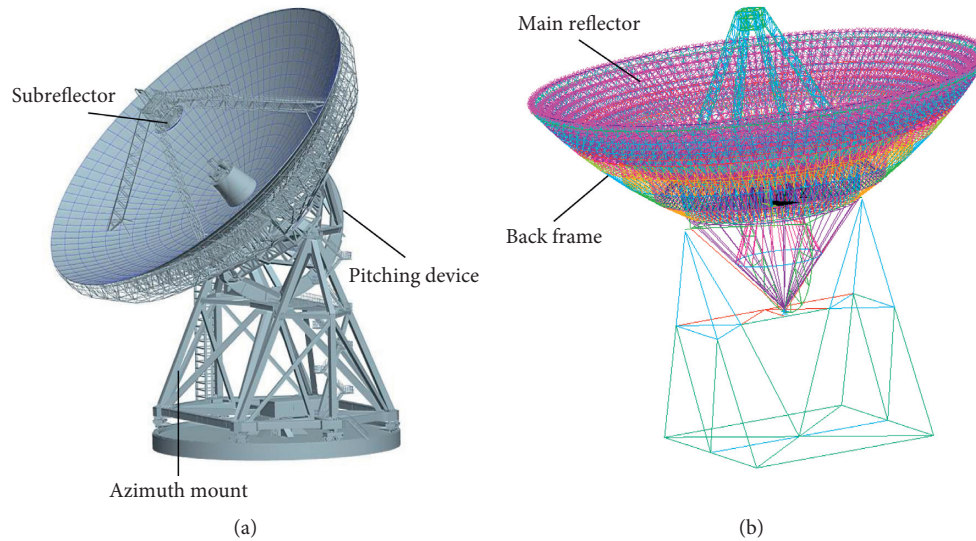 Subreflector
Pitching device
Azimuth mount
(a)
Main reflector
Back frame
(b)